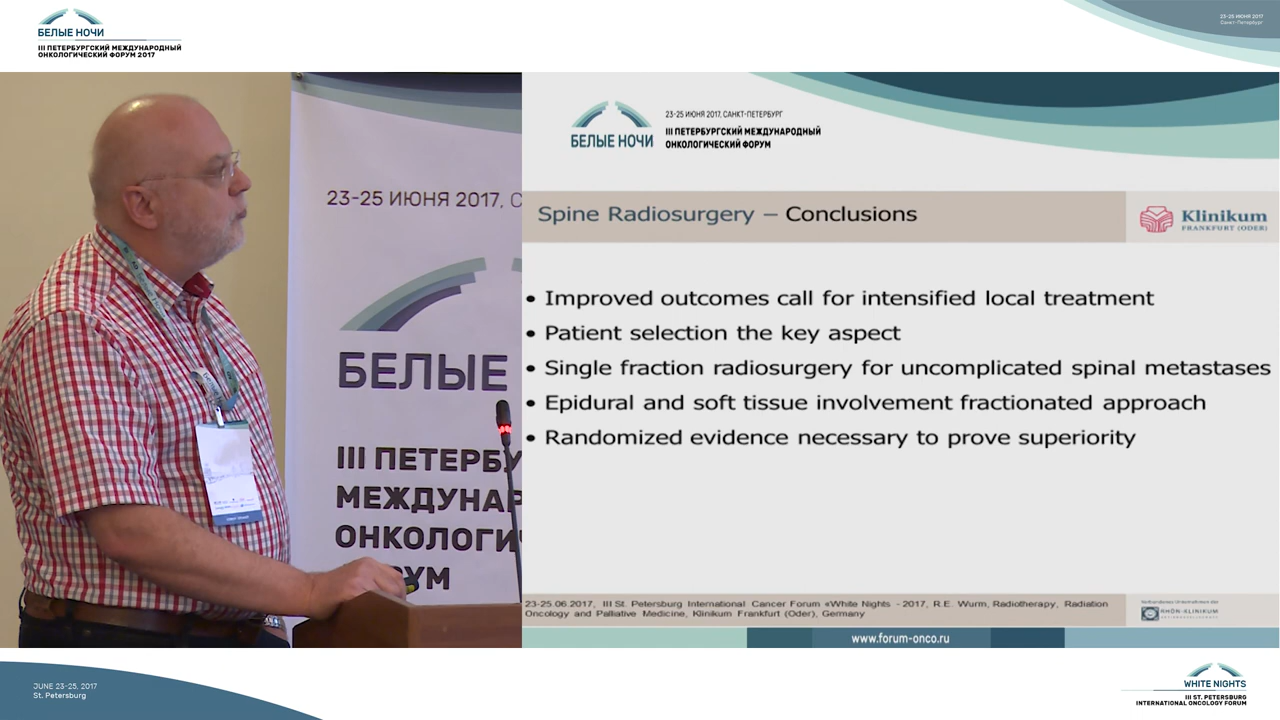 БЕЛЫЕ НОЧИ
III ПЕТЕРБУРГСКИЙ МЕЖДУНАРОДНЫЙ
ОНКОЛОГИЧЕСКИЙ ФОРУМ 2017
23-25 ИЮНЯ 2017
Санкт-Петербург
23-25 ИЮНЯ 2017, С
БЕЛЫЕ
III ПЕТЕРБУ
МЕЖДУНАР
ОНКОЛОГИЧ
УМ
23-25 ИЮНЯ 2017, САНКТ-ПЕТЕРБУРГ
БЕЛЫЕ НОЧИ
III ПЕТЕРБУРГСКИЙ МЕЖДУНАРОДНЫЙ
ОНКОЛОГИЧЕСКИЙ ФОРУМ
Spine Radiosurgery – Conclusions
Klinikum
FRANKFURT (ODER)
• Improved outcomes call for intensified local treatment
• Patient selection the key aspect
• Single fraction radiosurgery for uncomplicated spinal metastases
• Epidural and soft tissue involvement fractionated approach
• Randomized evidence necessary to prove superiority
23-25.06.2017, III St. Petersburg International Cancer Forum «White Nights - 2017, R.E. Wurm, Radiotherapy, Radiation
Oncology and Palliative Medicine, Klinikum Frankfurt (Oder), Germany
RHÖN-KLINIKUM
www.forum-onco.ru
JUNE 23-25, 2017
St. Petersburg
WHITE NIGHTS
III ST. PETERSBURG
INTERNATIONAL ONCOLOGY FORUM